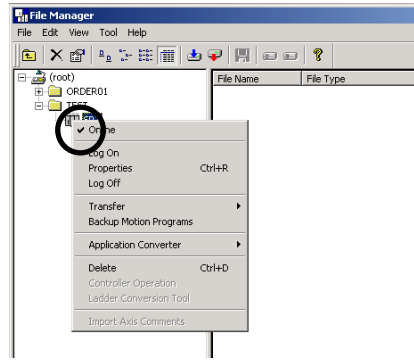 File Manager
File Edit View Tool Help
(root)
ORDER01
TEST
File Name File Type
Online
Log On
Properties Ctrl+R
Log Off
Transfer
Backup Motion Programs
Application Converter
Delete Ctrl+D
Controller Operation
Ladder Conversion Tool
Import Axis Comments